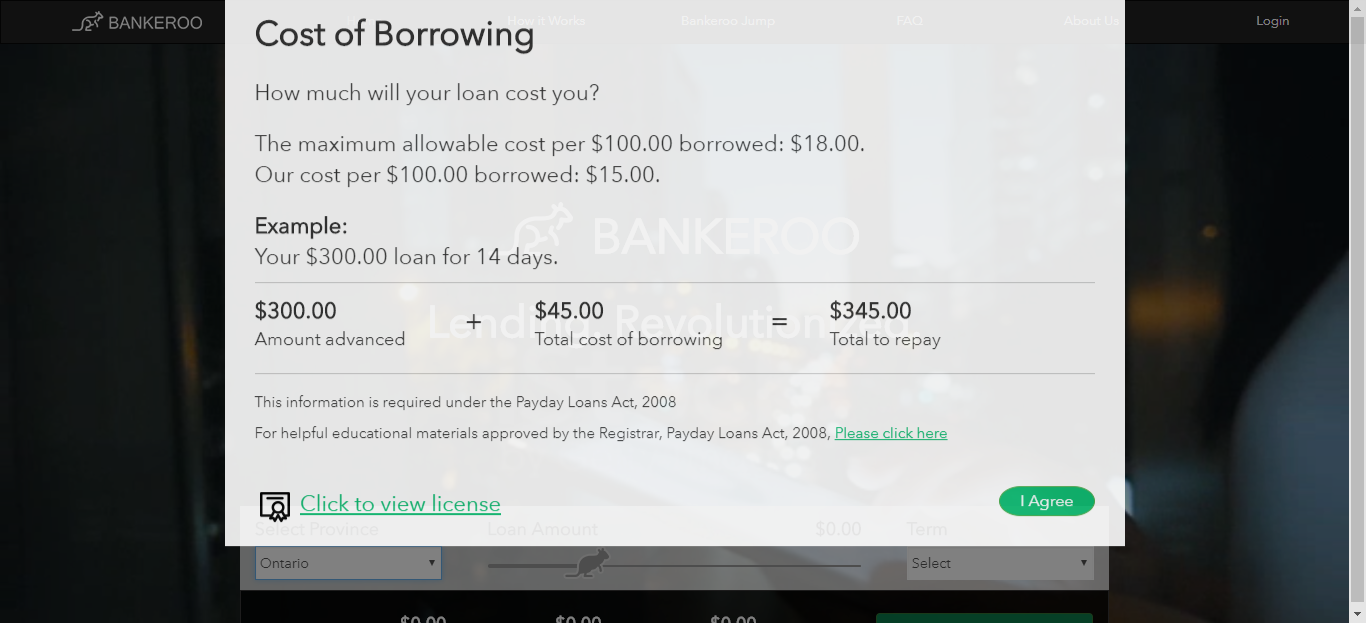 BANKEROO
How it Works
Bankeroo Jump
FAQ
About Us
Login
Cost of Borrowing
How much will your loan cost you?
The maximum allowable cost per $100.00 borrowed: $18.00.
Our cost per $100.00 borrowed: $15.00.
BANKEROO
Example:
Your $300.00 loan for 14 days.
Lending. Revolutionized.
$300.00 + $45.00 = $345.00
Amount advanced Total cost of borrowing Total to repay
This information is required under the Payday Loans Act, 2008
For helpful educational materials approved by the Registrar, Payday Loans Act, 2008, Please click here
Click to view license
I Agree
Select Province Loan Amount $0.00 Term
Ontario Select
$0.00 $0.00 $0.00